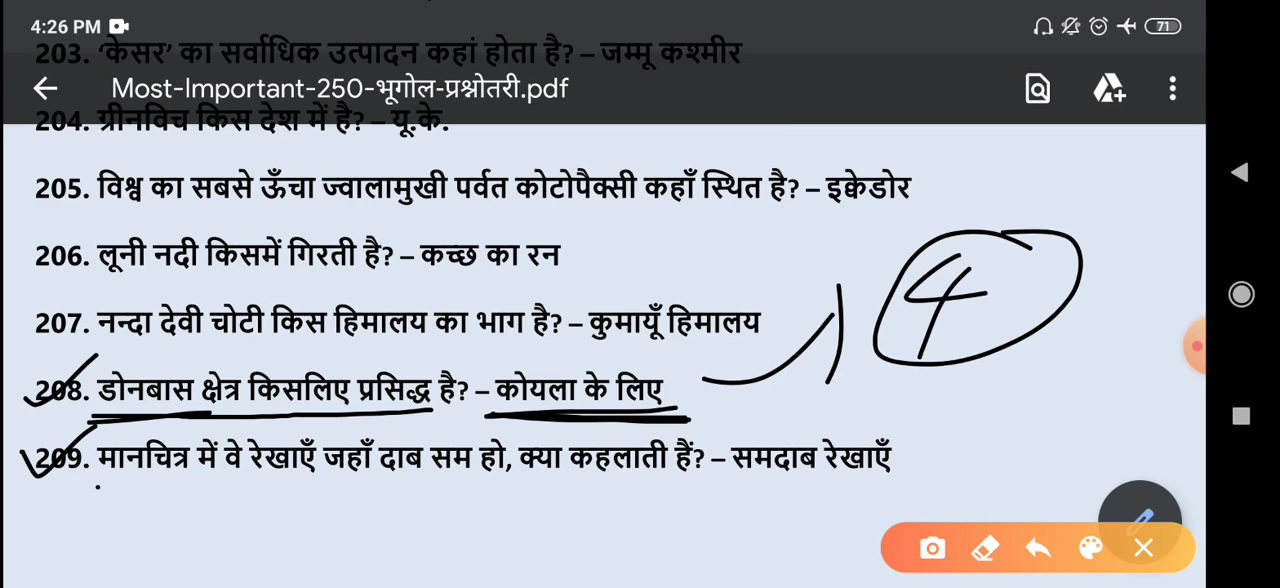 4:26 PM
71
203. ‘केसर’ का सर्वाधिक उत्पादन कहां होता है? – जम्मू कश्मीर
Most-Important-250-भूगोल-प्रश्नोतरी.pdf
204. ग्रीनविच किस देश में है? – यू.के.
205. विश्व का सबसे ऊँचा ज्वालामुखी पर्वत कोटोपैक्सी कहाँ स्थित है? – इक्वेडोर
206. लूनी नदी किसमें गिरती है? – कच्छ का रन
207. नन्दा देवी चोटी किस हिमालय का भाग है? – कुमायूँ हिमालय
4
208. डोनबास क्षेत्र किसलिए प्रसिद्ध है? – कोयला के लिए
209. मानचित्र में वे रेखाएँ जहाँ दाब सम हो, क्या कहलाती हैं? – समदाब रेखाएँ